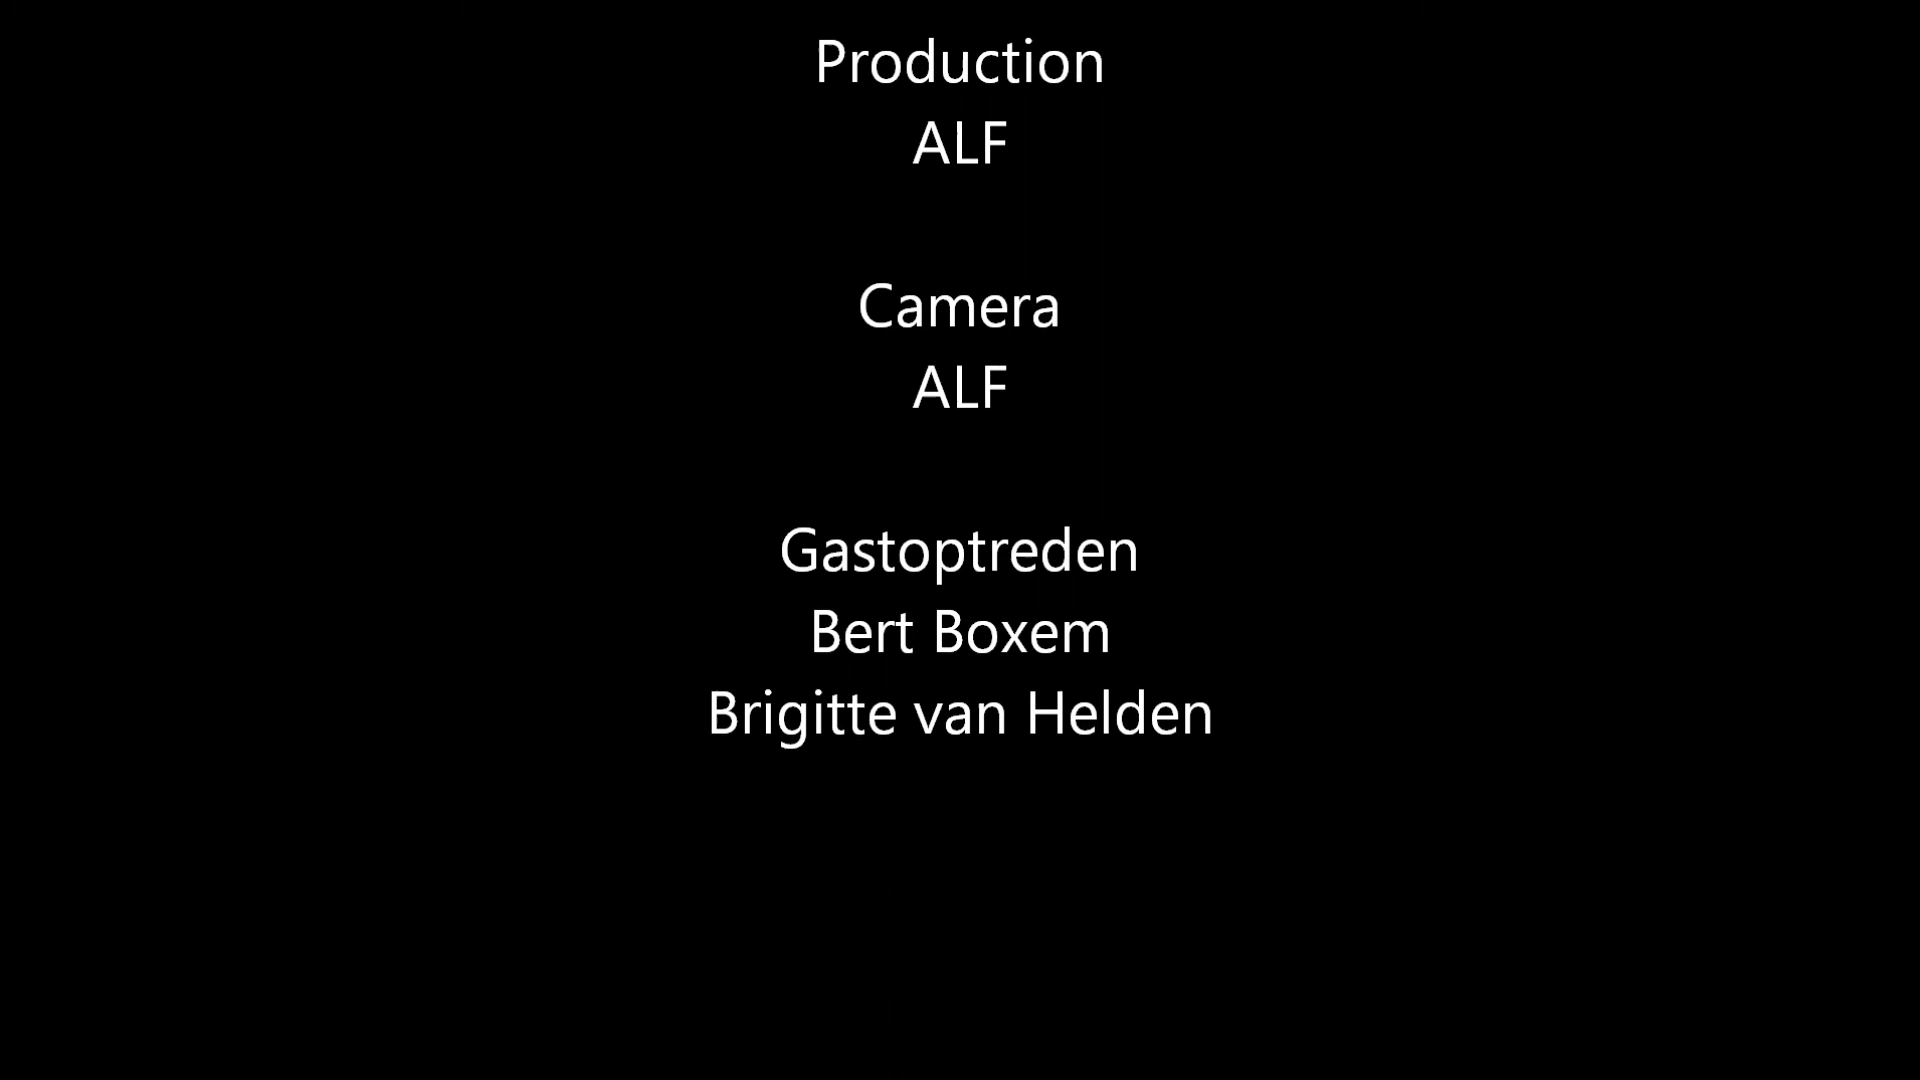 Production
ALF
Camera
ALF
Gastoptreden
Bert Boxem
Brigitte van Helden